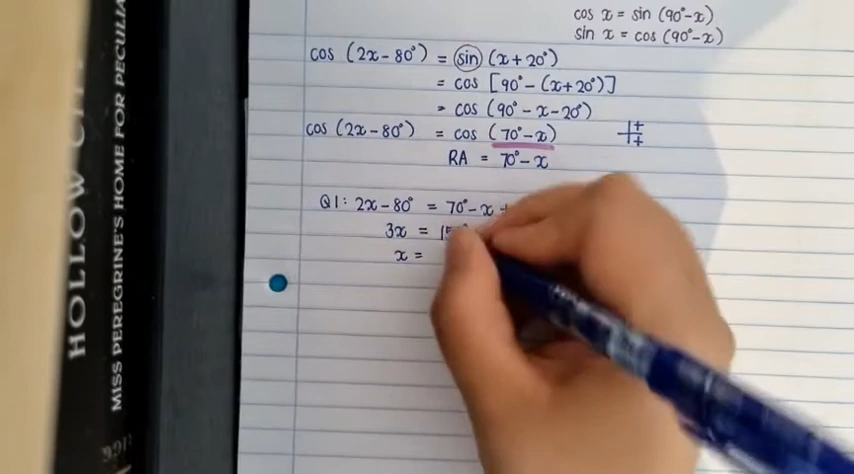 cos x = sin (90°-x)
sin x = cos (90°-x)
cos (2x-80°) = sin (x+20°)
= cos [90°-(x+20°)]
= cos (90°-x-20°)
cos (2x-80°) = cos (70°-x)
RA = 70°-x
Q1: 2x-80° = 70°-x +
3x =
x =
HOLLOW CITY
MISS PEREGRINE'S HOME FOR PECULIA